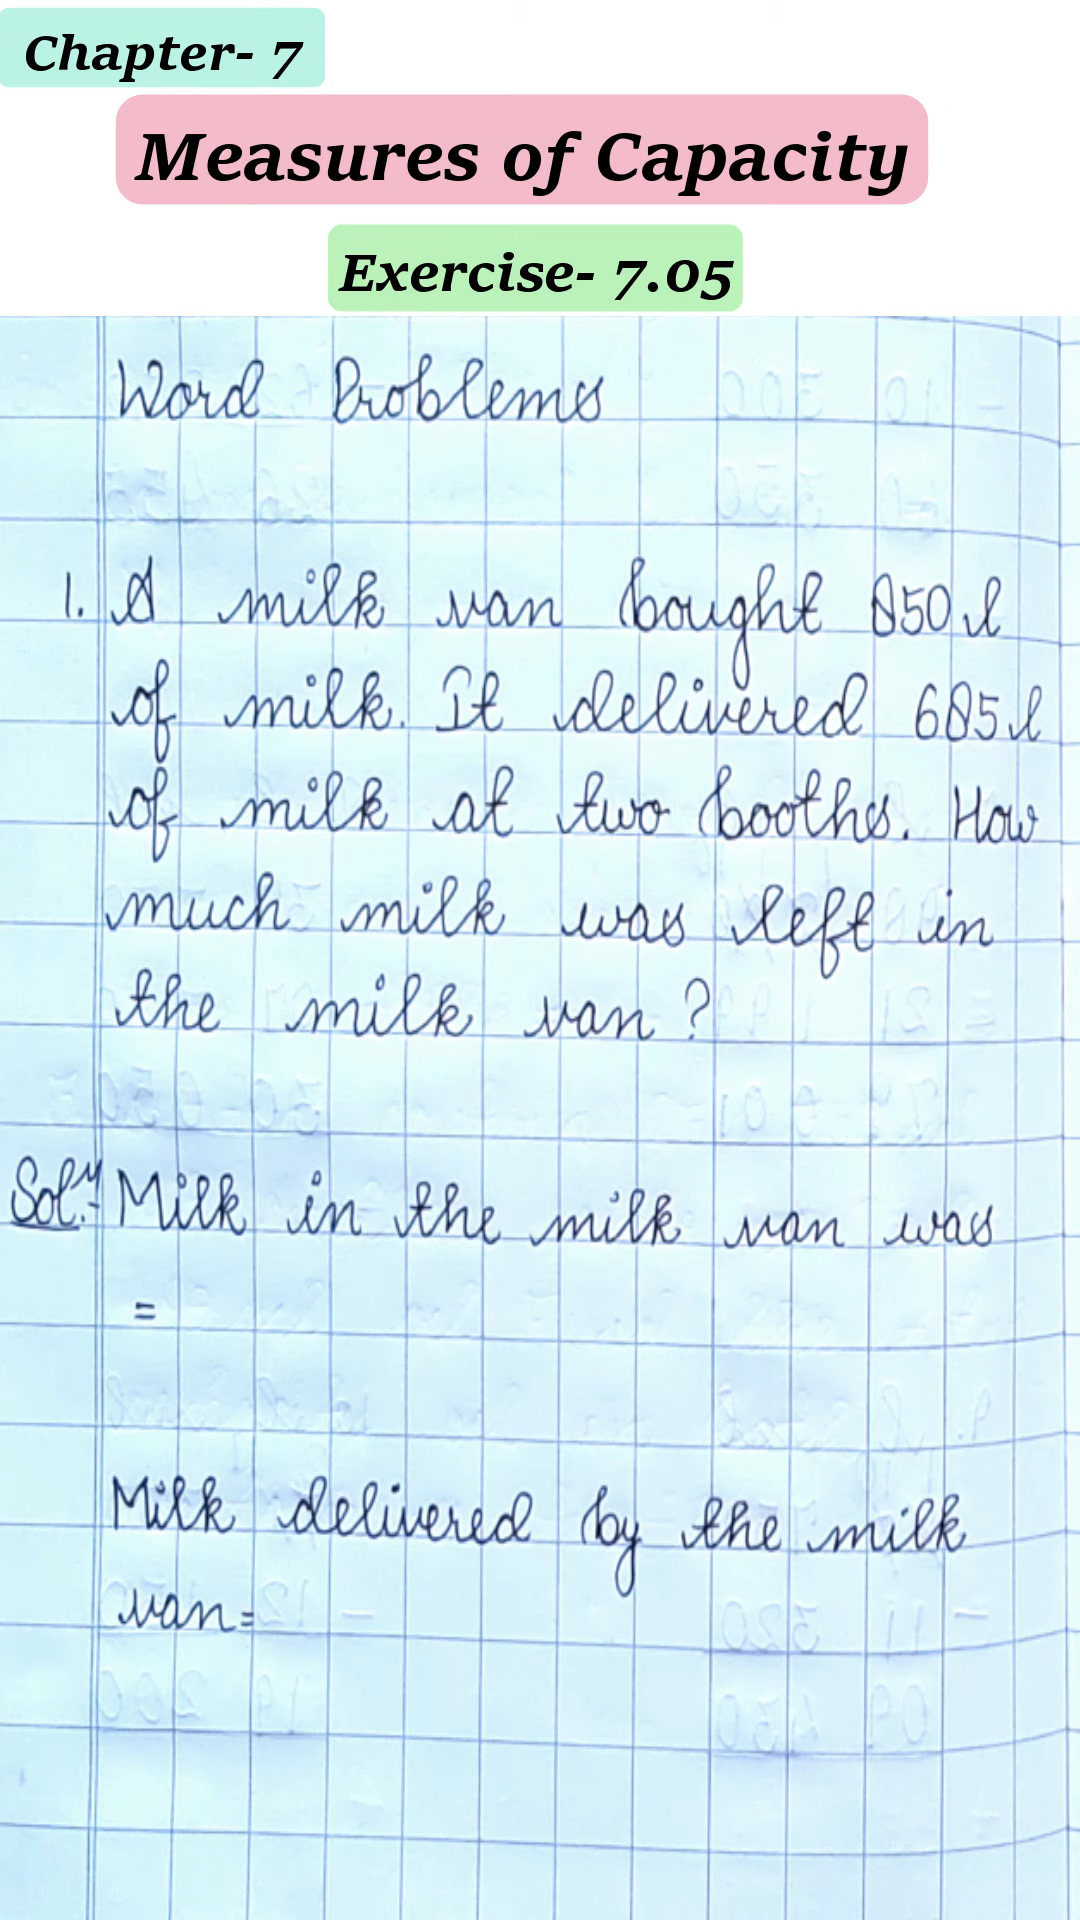 Chapter- 7
Measures of Capacity
Exercise- 7.05
Word Problems
1. A milk van bought 850 l
of milk. It delivered 685 l
of milk at two booths. How
much milk was left in
the milk van ?
Solⁿ:- Milk in the milk van was
=
Milk delivered by the milk
van=